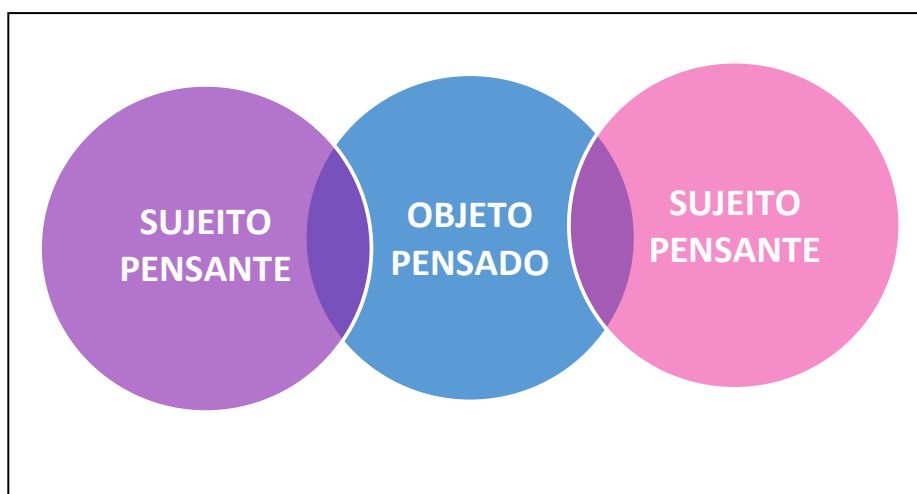 SUJEITO
PENSANTE
OBJETO
PENSADO
SUJEITO
PENSANTE